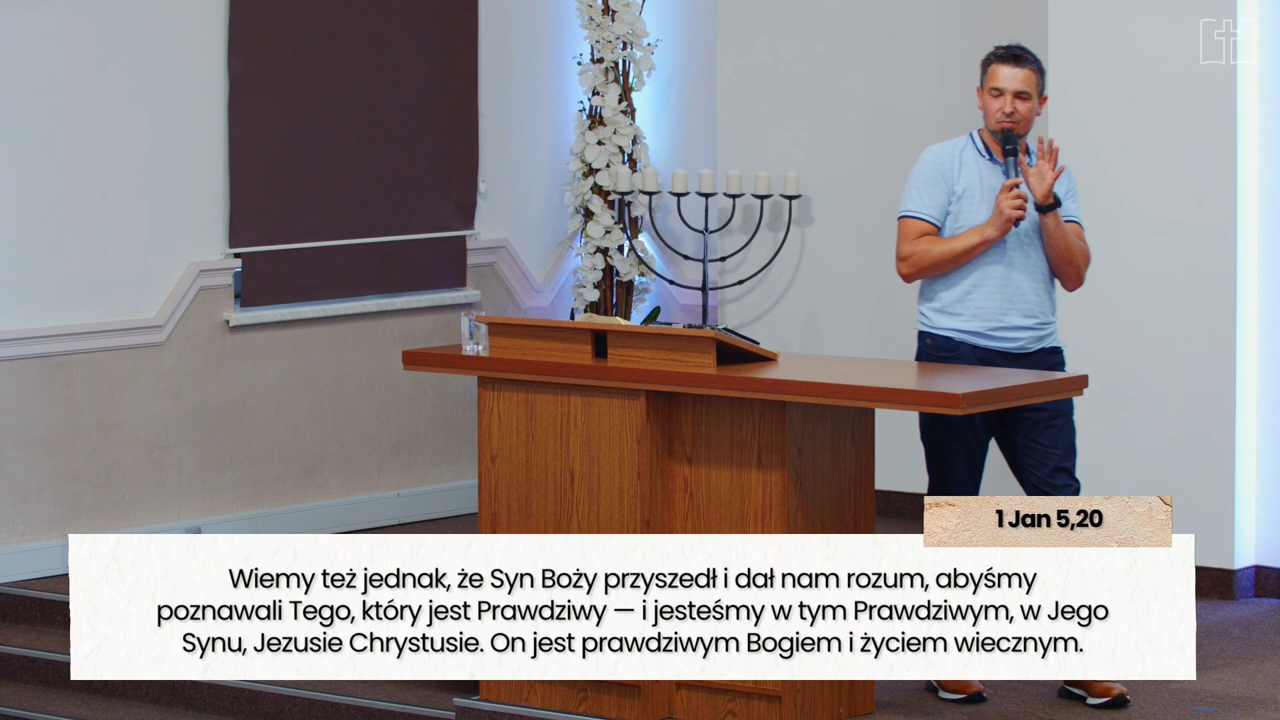 1 Jan 5,20
Wiemy też jednak, że Syn Boży przyszedł i dał nam rozum, abyśmy
poznawali Tego, który jest Prawdziwy — i jesteśmy w tym Prawdziwym, w Jego
Synu, Jezusie Chrystusie. On jest prawdziwym Bogiem i życiem wiecznym.